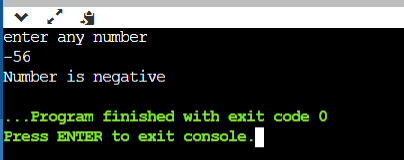 enter any number
-56
Number is negative
...Program finished with exit code 0
Press ENTER to exit console.